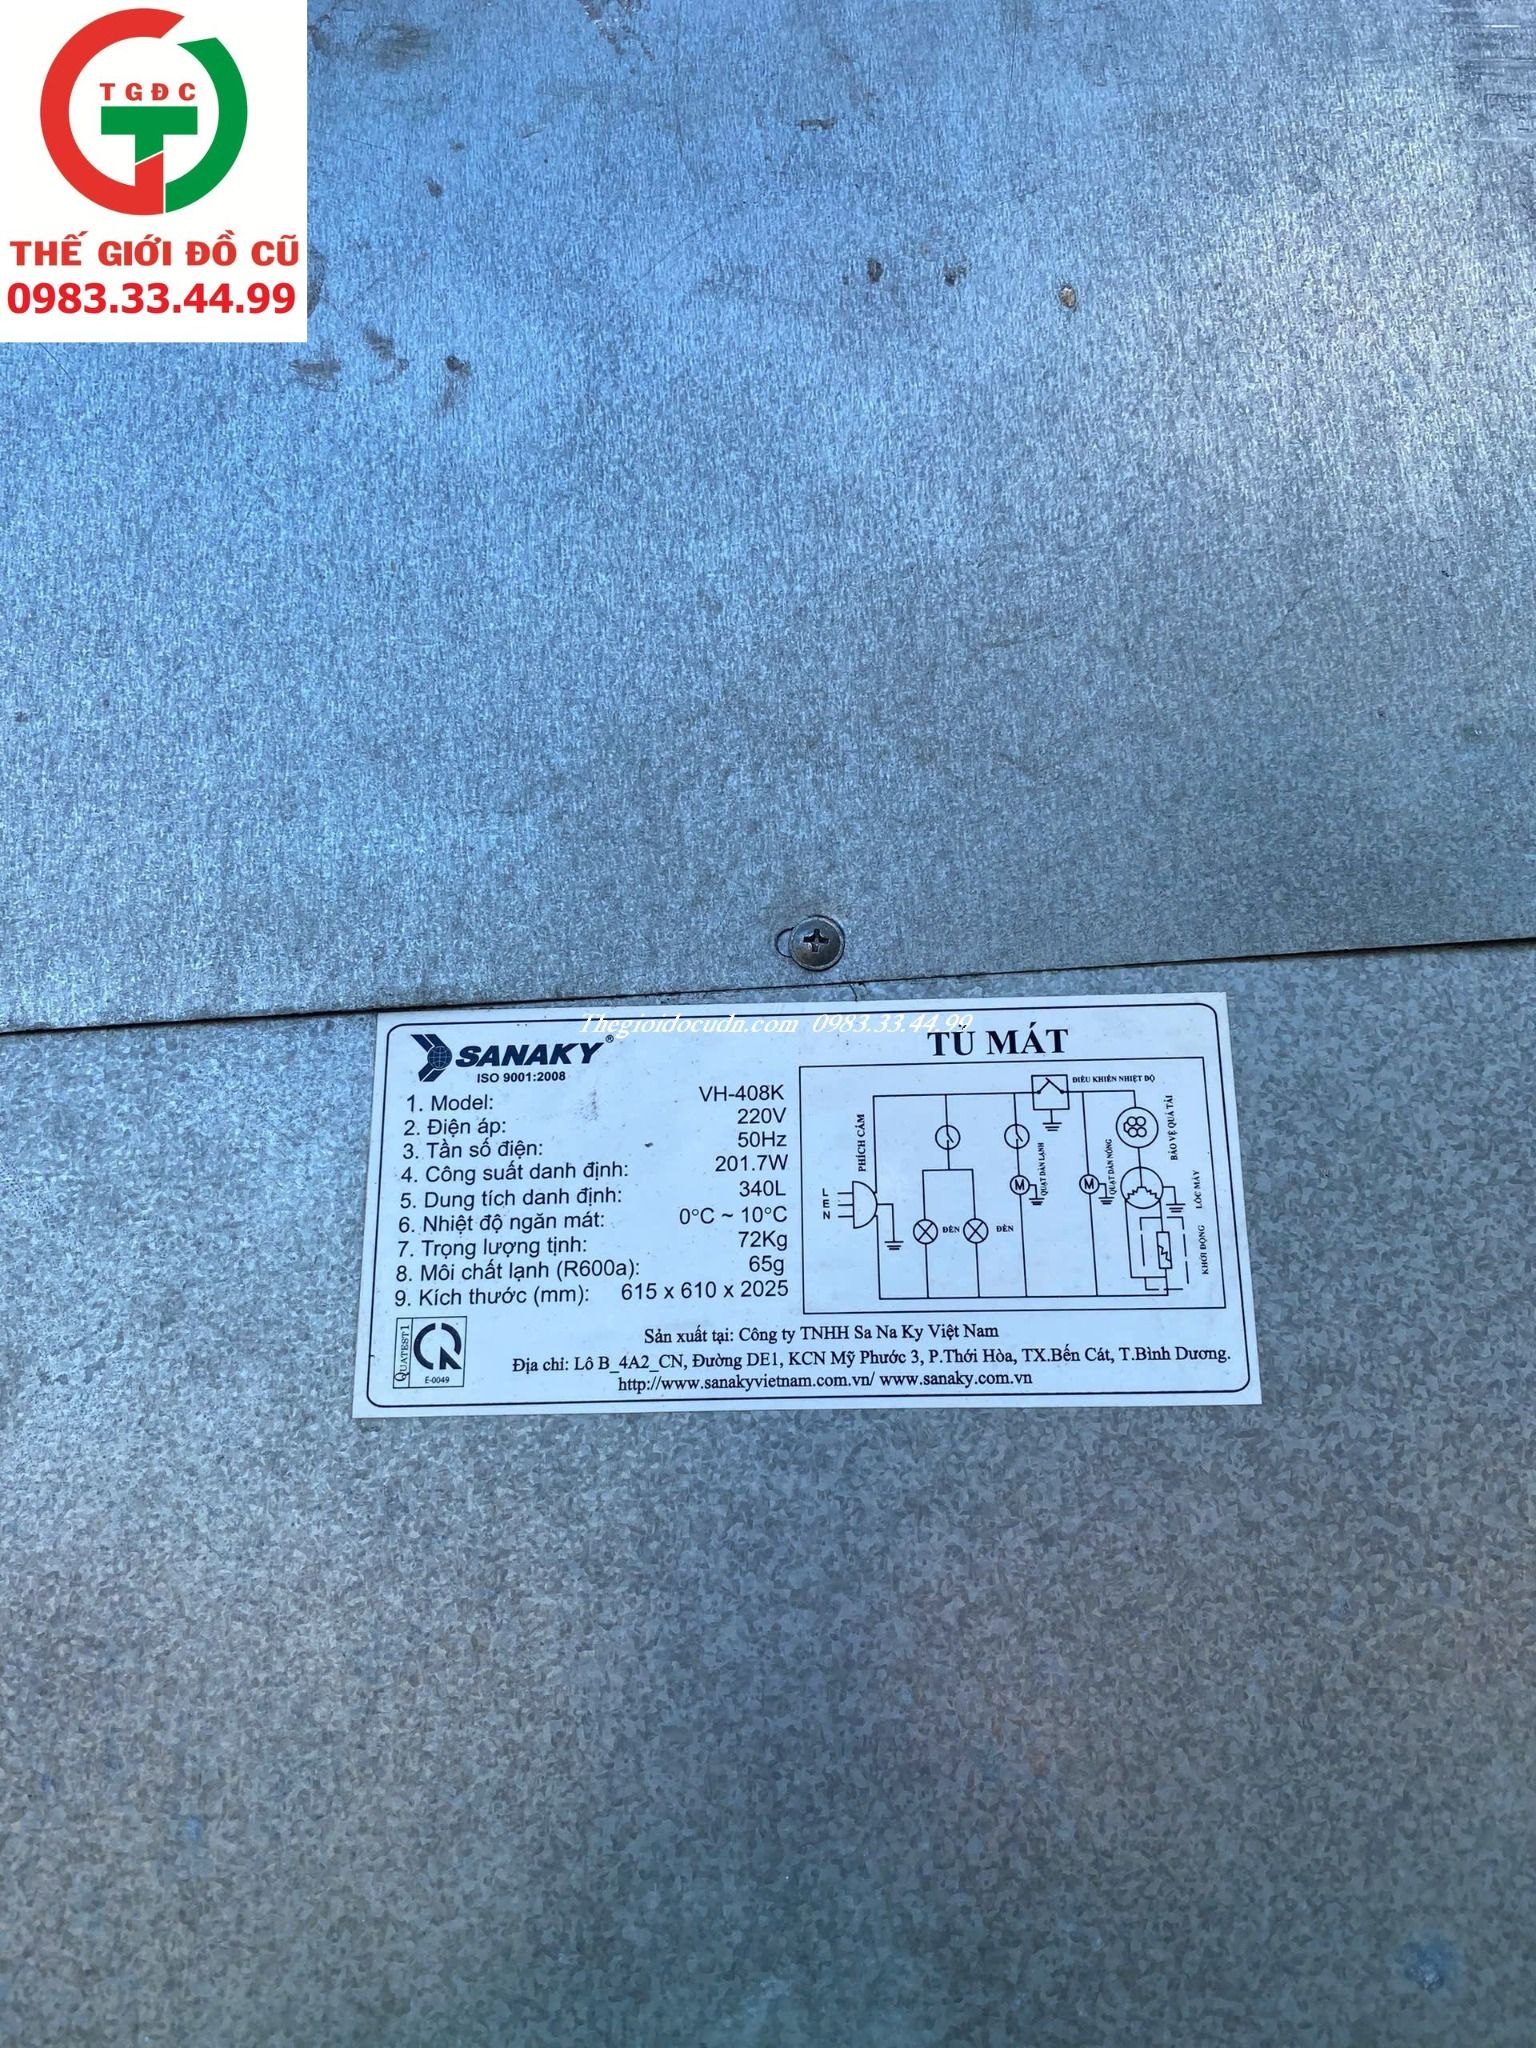 TGĐC
THẾ GIỚI ĐỒ CŨ
0983.33.44.99
Thegioidocudn.com 0983.33.44.99
SANAKY®
ISO 9001:2008
1. Model: VH-408K
2. Điện áp: 220V
3. Tần số điện: 50Hz
4. Công suất danh định: 201.7W
5. Dung tích danh định: 340L
6. Nhiệt độ ngăn mát: 0°C ~ 10°C
7. Trọng lượng tịnh: 72Kg
8. Môi chất lạnh (R600a): 65g
9. Kích thước (mm): 615 x 610 x 2025
TỦ MÁT
ĐIỀU KHIỂN NHIỆT ĐỘ
PHÍCH CẮM
L
E
N
ĐÈN
ĐÈN
QUẠT DÀN LẠNH
M
QUẠT DÀN NÓNG
M
BẢO VỆ QUÁ TẢI
LỐC MÁY
KHỞI ĐỘNG
QUATEST 1
E-0049
Sản xuất tại: Công ty TNHH Sa Na Ky Việt Nam
Địa chỉ: Lô B_4A2_CN, Đường DE1, KCN Mỹ Phước 3, P.Thới Hòa, TX.Bến Cát, T.Bình Dương.
http://www.sanakyvietnam.com.vn/ www.sanaky.com.vn